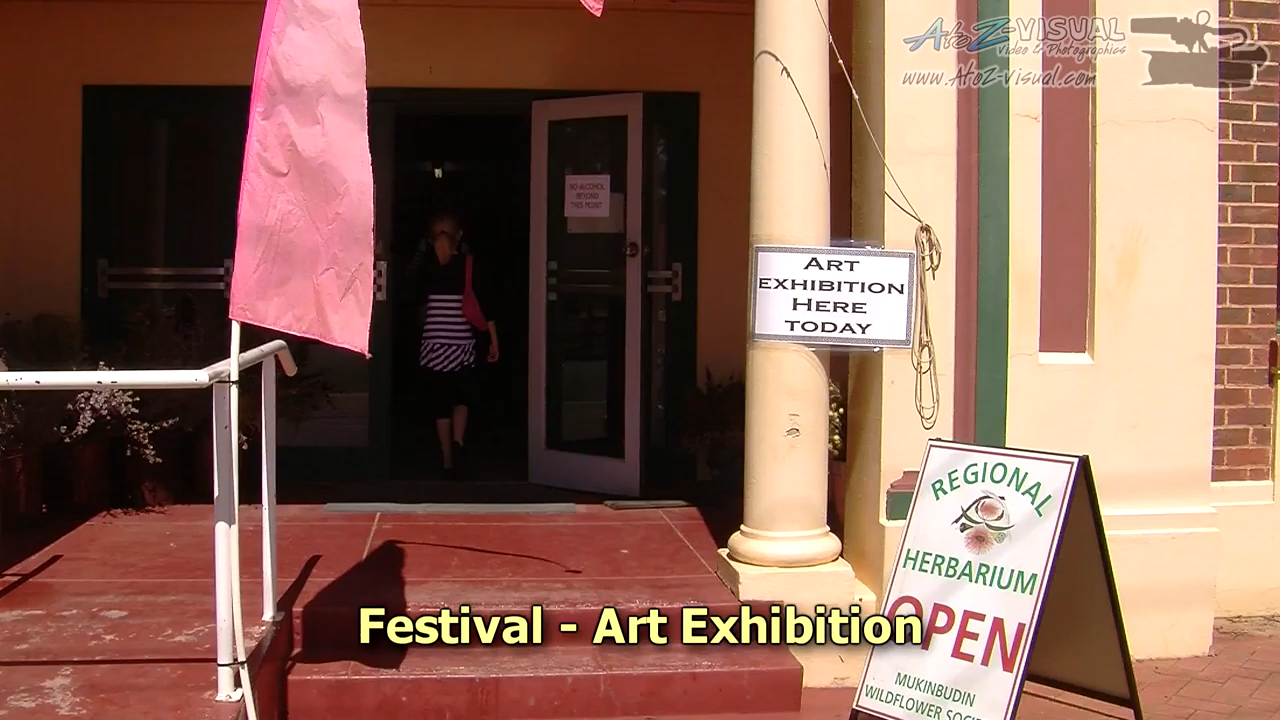 AtoZ-VISUAL
Video & Photographics
www.AtoZ-visual.com
NO ALCOHOL
BEYOND
THIS POINT
ART
EXHIBITION
HERE
TODAY
REGIONAL
HERBARIUM
OPEN
MUKINBUDIN
WILDFLOWER
Festival - Art Exhibition